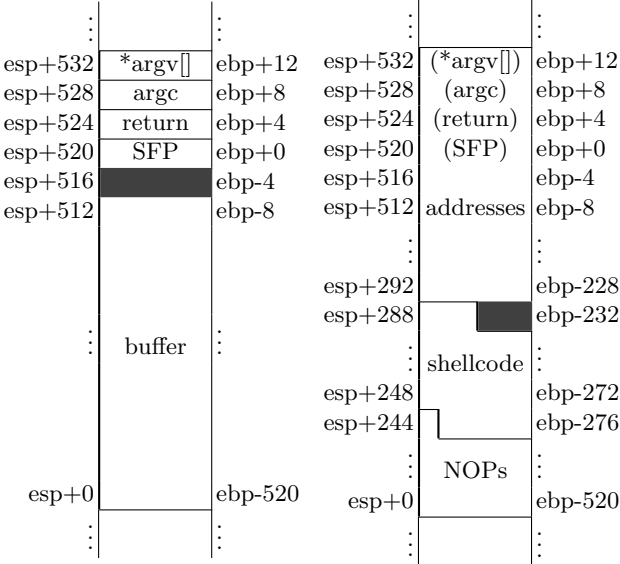 esp+532 *argv[] ebp+12
esp+528 argc ebp+8
esp+524 return ebp+4
esp+520 SFP ebp+0
esp+516 ebp-4
esp+512 ebp-8
buffer
esp+0 ebp-520
esp+532 (*argv[]) ebp+12
esp+528 (argc) ebp+8
esp+524 (return) ebp+4
esp+520 (SFP) ebp+0
esp+516 ebp-4
esp+512 addresses ebp-8
esp+292 ebp-228
esp+288 ebp-232
shellcode
esp+248 ebp-272
esp+244 ebp-276
NOPs
esp+0 ebp-520